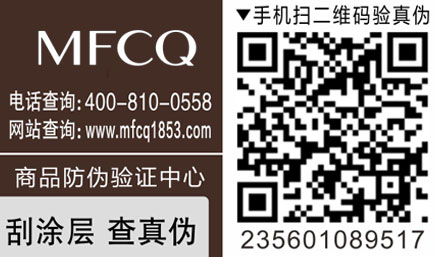 MFCQ
电话查询:400-810-0558
网站查询:www.mfcq1853.com
商品防伪验证中心
刮涂层 查真伪
▼手机扫二维码验真伪
235601089517